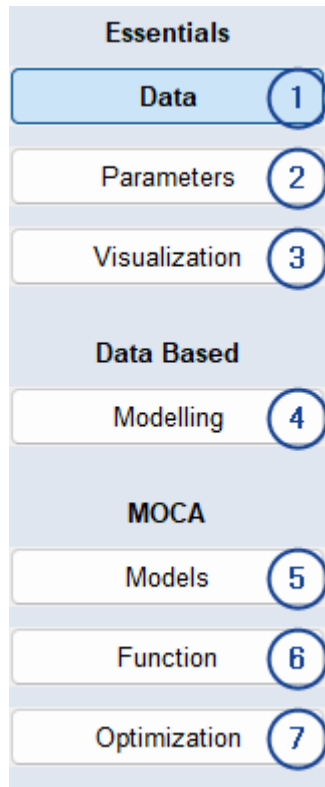 Essentials
Data 1
Parameters 2
Visualization 3
Data Based
Modelling 4
MOCA
Models 5
Function 6
Optimization 7